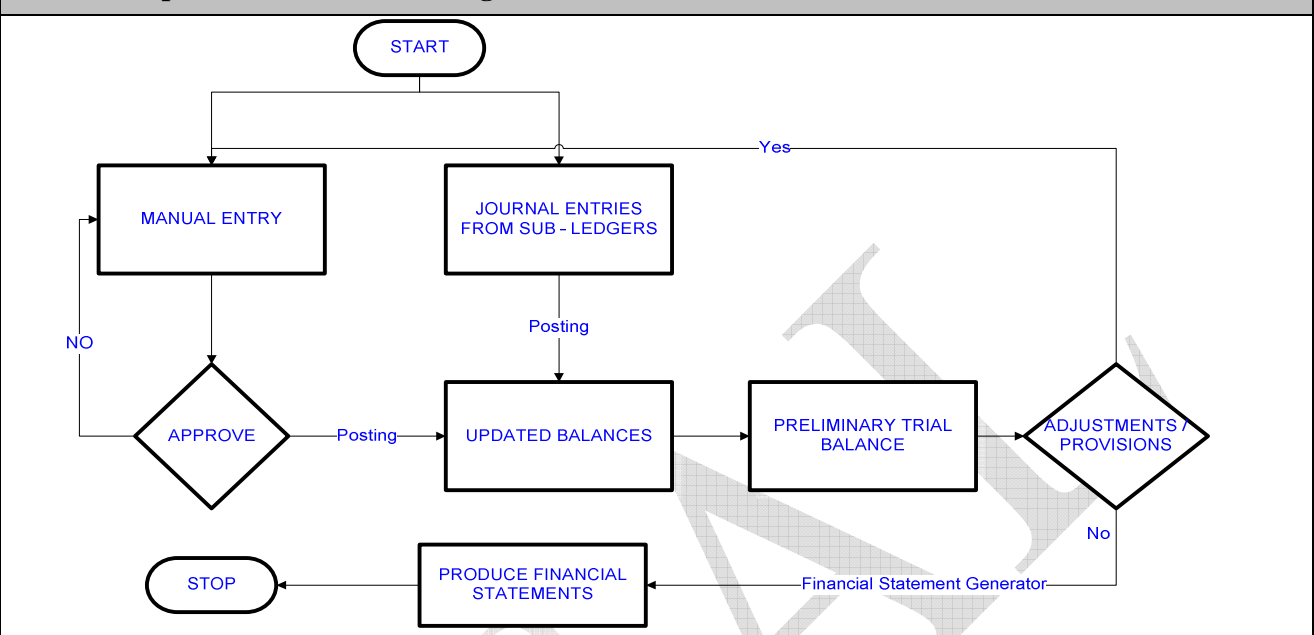 START
Yes
MANUAL ENTRY
JOURNAL ENTRIES
FROM SUB - LEDGERS
Posting
NO
APPROVE
Posting
UPDATED BALANCES
PRELIMINARY TRIAL
BALANCE
ADJUSTMENTS /
PROVISIONS
No
STOP
PRODUCE FINANCIAL
STATEMENTS
Financial Statement Generator